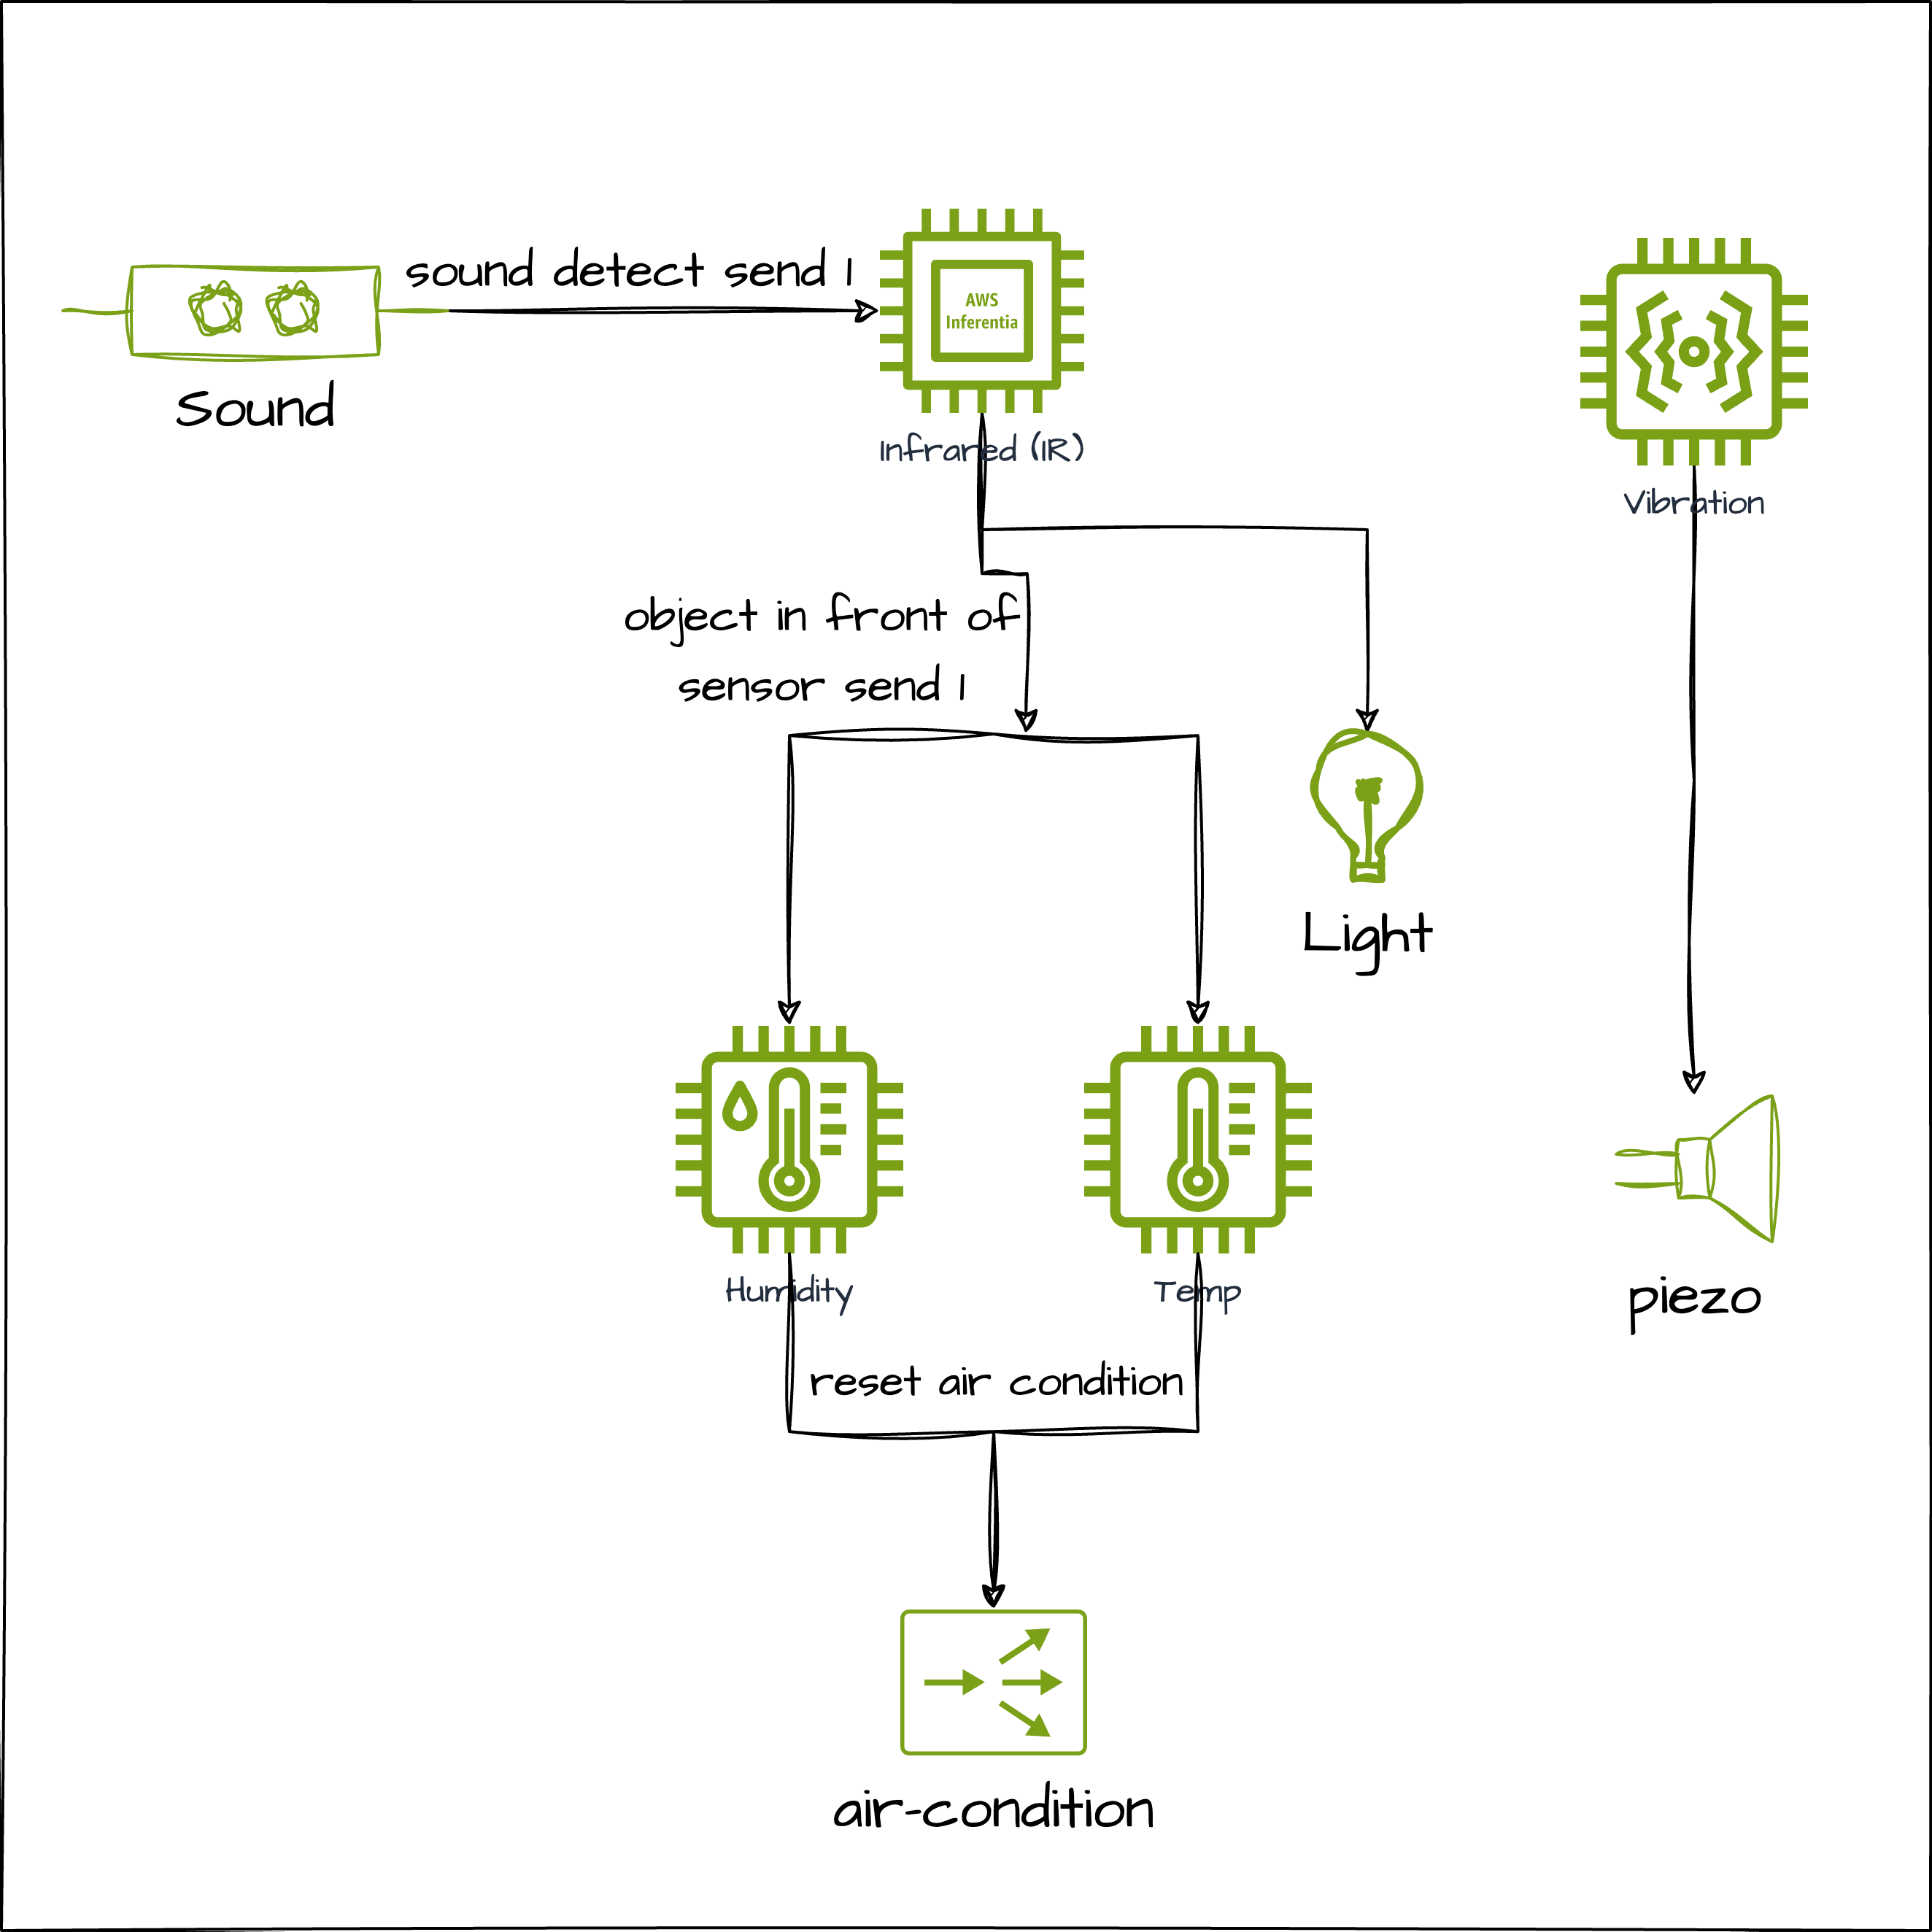 sound detect send 1
AWS
Inferentia
Sound
Infrared (IR)
Vibration
object in front of
sensor send 1
Light
Humidity
Temp
piezo
reset air condition
air-condition